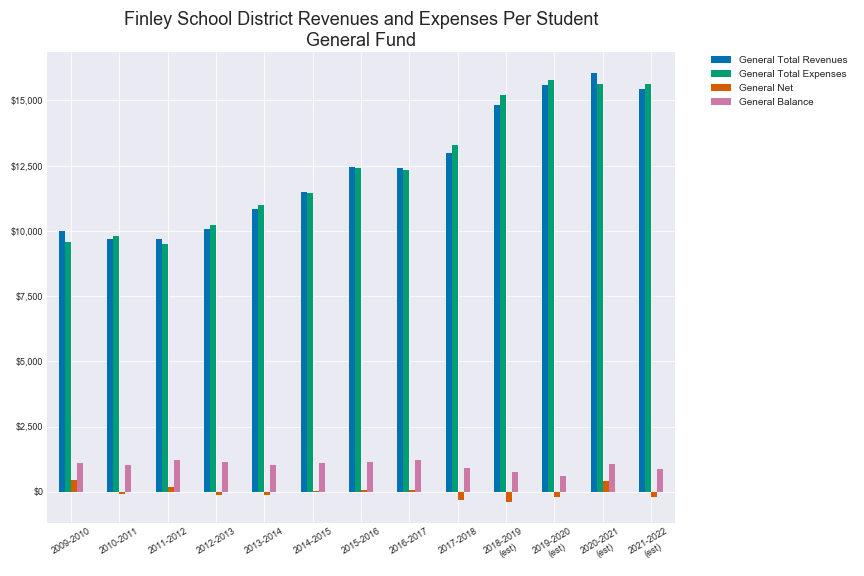 Finley School District Revenues and Expenses Per Student
General Fund
General Total Revenues
General Total Expenses
General Net
General Balance
$15,000
$12,500
$10,000
$7,500
$5,000
$2,500
$0
2009-2010
2010-2011
2011-2012
2012-2013
2013-2014
2014-2015
2015-2016
2016-2017
2017-2018
2018-2019
(est)
2019-2020
(est)
2020-2021
(est)
2021-2022
(est)